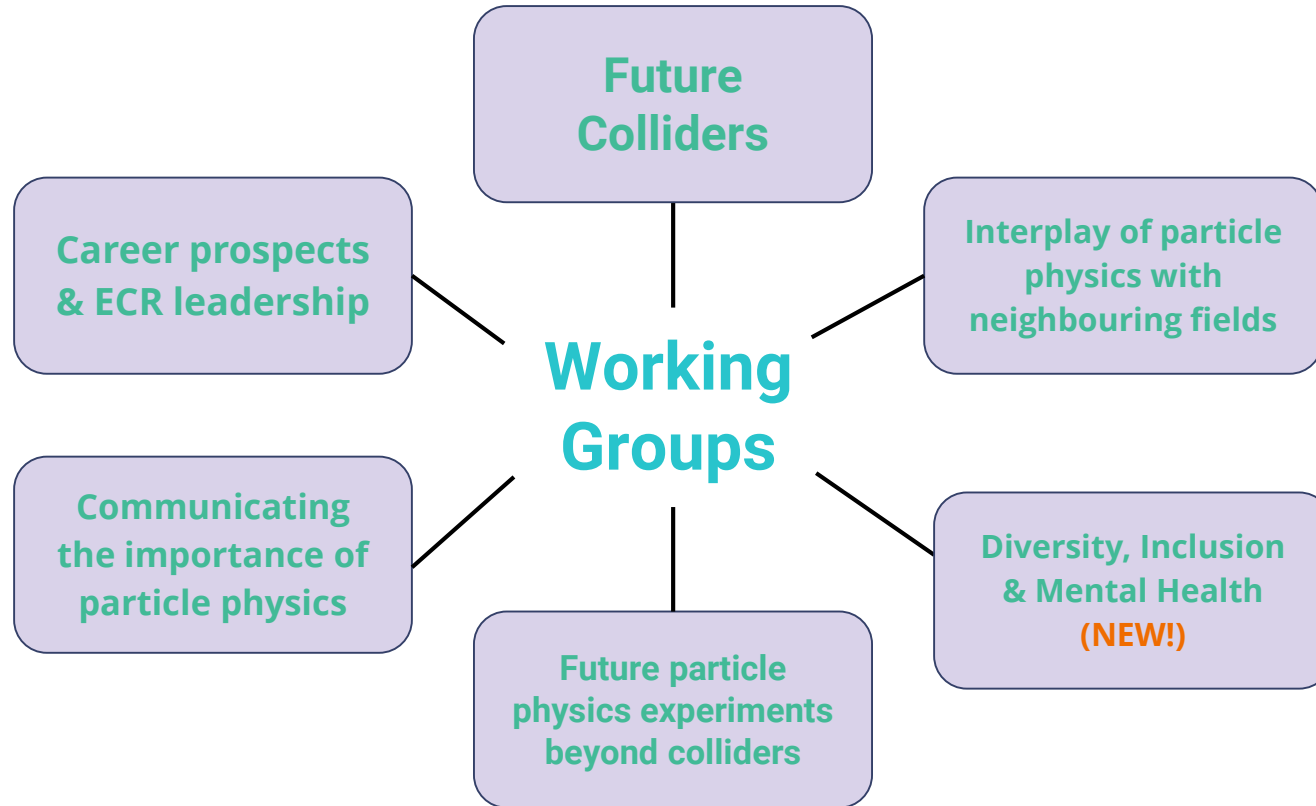 Future
Colliders
Career prospects
& ECR leadership
Interplay of particle
physics with
neighbouring fields
Working
Groups
Communicating
the importance of
particle physics
Diversity, Inclusion
& Mental Health
(NEW!)
Future particle
physics experiments
beyond colliders